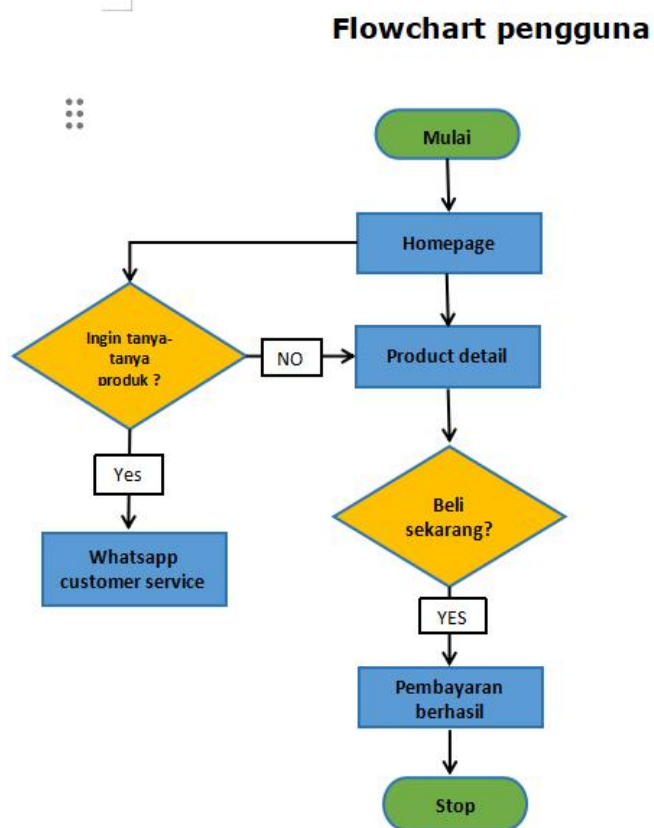 Flowchart pengguna
Mulai
Homepage
Ingin tanya-
tanya
produk ?
NO
Product detail
Yes
Beli
sekarang?
Whatsapp
customer service
YES
Pembayaran
berhasil
Stop